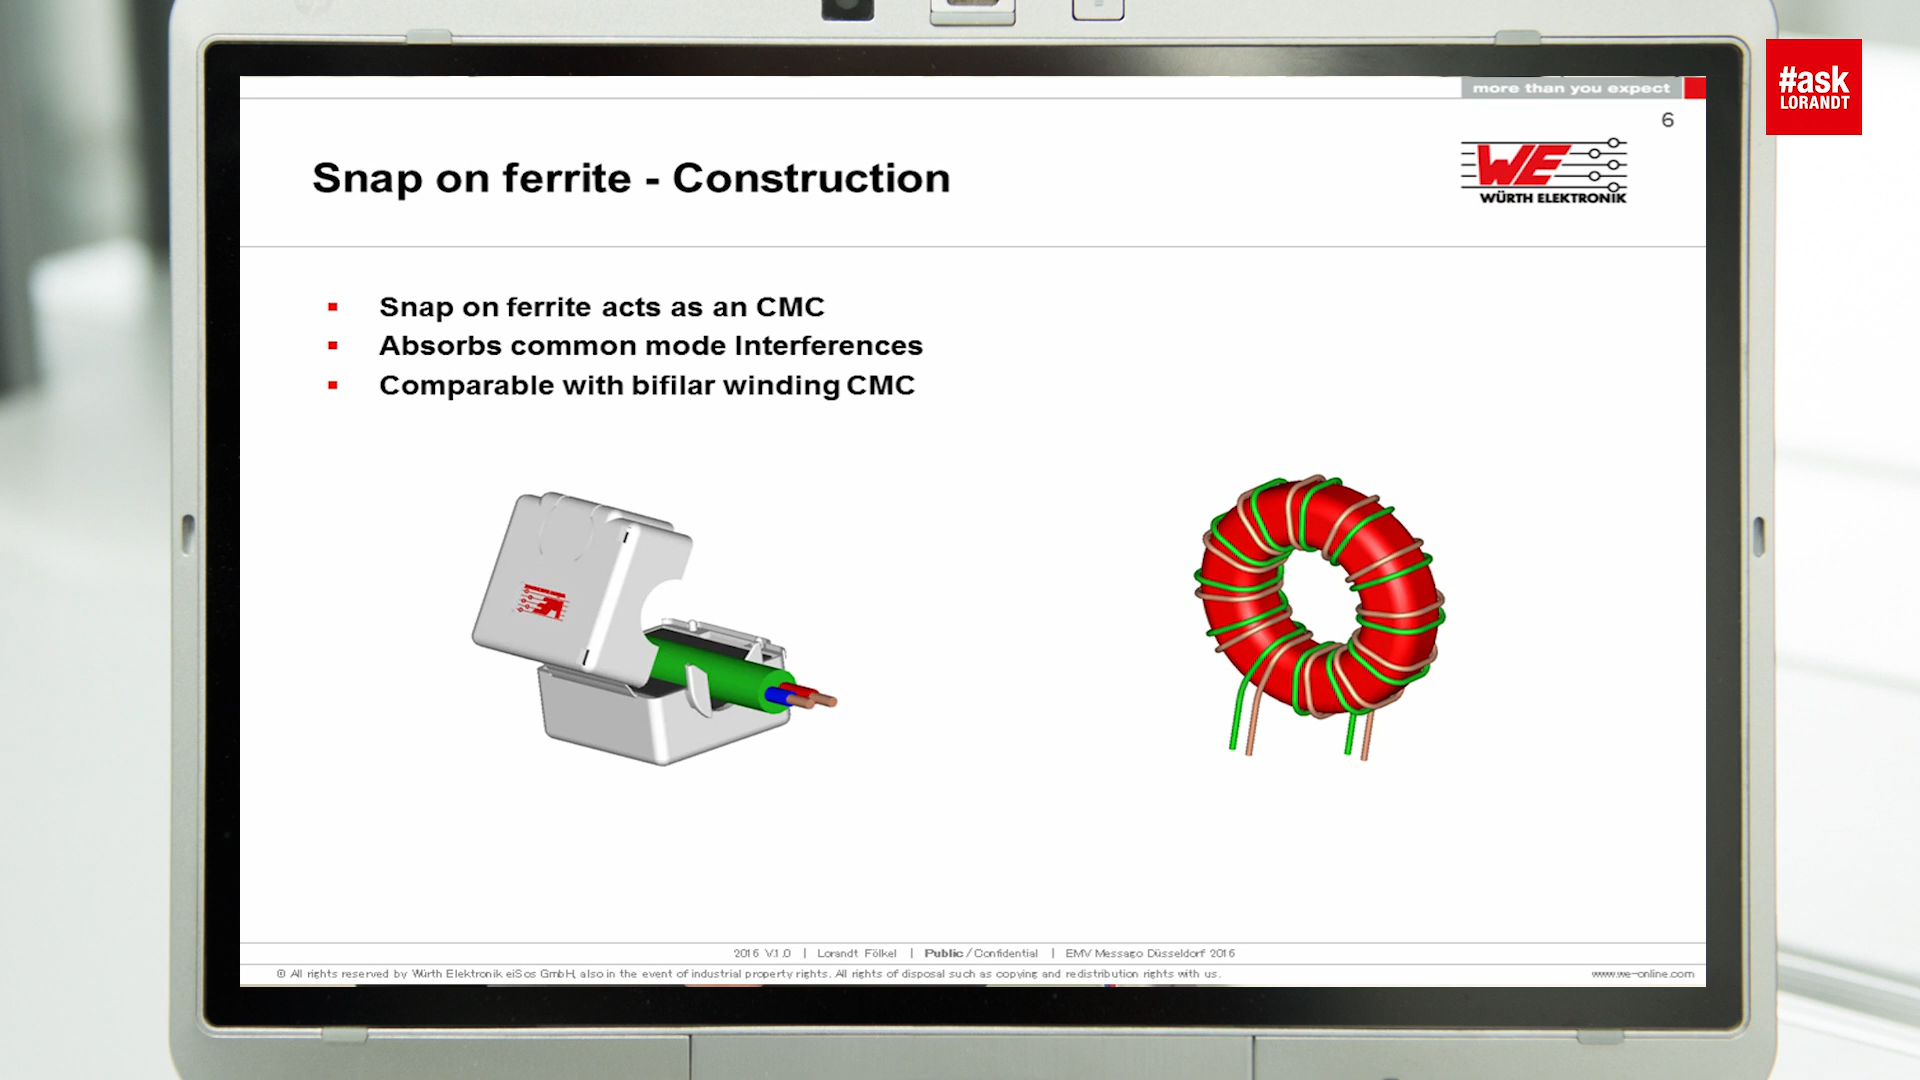 more than you expect
#ask
LORANDT
6
Snap on ferrite - Construction
WE
WÜRTH ELEKTRONIK
Snap on ferrite acts as an CMC
Absorbs common mode Interferences
Comparable with bifilar winding CMC
2016 V.1.0 | Lorandt Fölkel | Public / Confidential | EMV Messago Düsseldorf 2016
© All rights reserved by Würth Elektronik eiSos GmbH, also in the event of industrial property rights. All rights of disposal such as copying and redistribution rights with us.
www.we-online.com